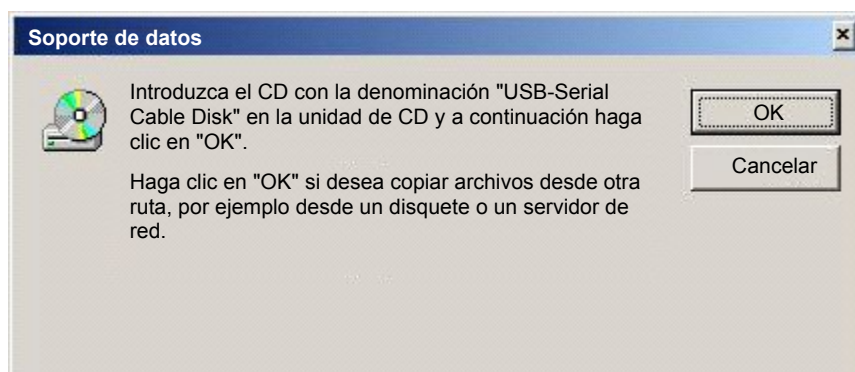 Soporte de datos
Introduzca el CD con la denominación "USB-Serial
Cable Disk" en la unidad de CD y a continuación haga
clic en "OK".
Haga clic en "OK" si desea copiar archivos desde otra
ruta, por ejemplo desde un disquete o un servidor de
red.
OK
Cancelar